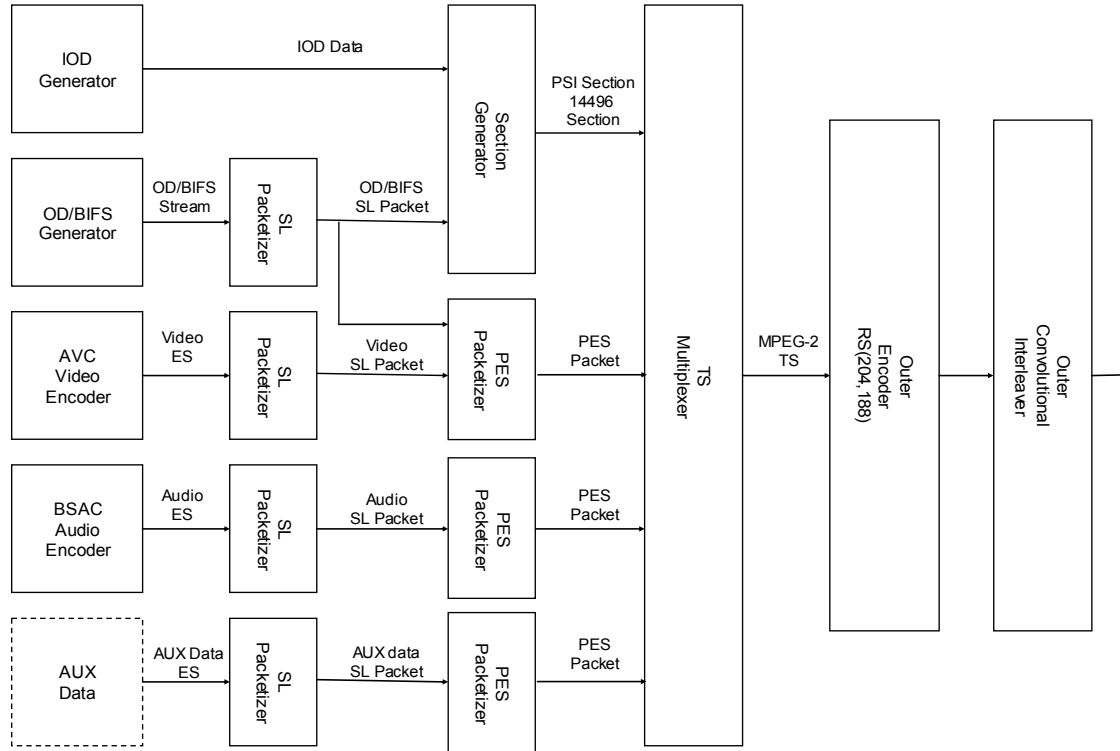 IOD
Generator
IOD Data
Section
Generator
PSI Section
14496
Section
OD/BIFS
Generator
OD/BIFS
Stream
SL
Packetizer
OD/BIFS
SL Packet
AVC
Video
Encoder
Video
ES
SL
Packetizer
Video
SL Packet
PES
Packetizer
PES
Packet
BSAC
Audio
Encoder
Audio
ES
SL
Packetizer
Audio
SL Packet
PES
Packetizer
PES
Packet
AUX
Data
AUX Data
ES
SL
Packetizer
AUX data
SL Packet
PES
Packetizer
PES
Packet
TS
Multiplexer
MPEG-2
TS
Outer
Encoder
RS(204,188)
Outer
Convolutional
Interleaver